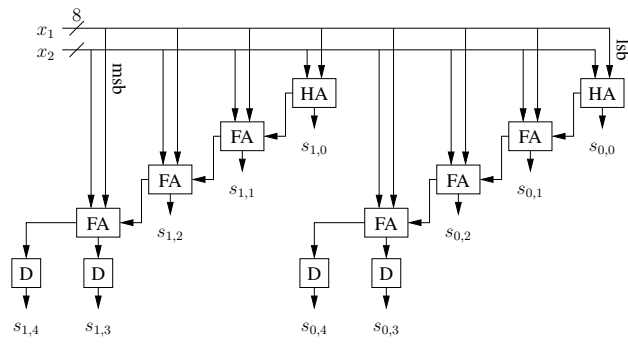 8
x₁
x₂
msb
lsb
HA
HA
FA
FA
s₁,₀
s₀,₀
FA
FA
s₁,₁
s₀,₁
FA
FA
s₁,₂
s₀,₂
D
D
D
D
s₁,₄
s₁,₃
s₀,₄
s₀,₃